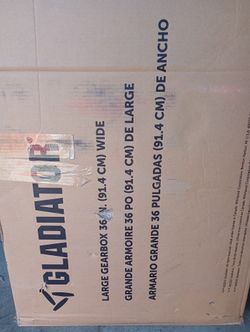 GLADIATOR
LARGE GEARBOX 36 IN. (91.4 CM) WIDE
GRANDE ARMOIRE 36 PO (91.4 CM) DE LARGE
ARMARIO GRANDE 36 PULGADAS (91.4 CM) DE ANCHO